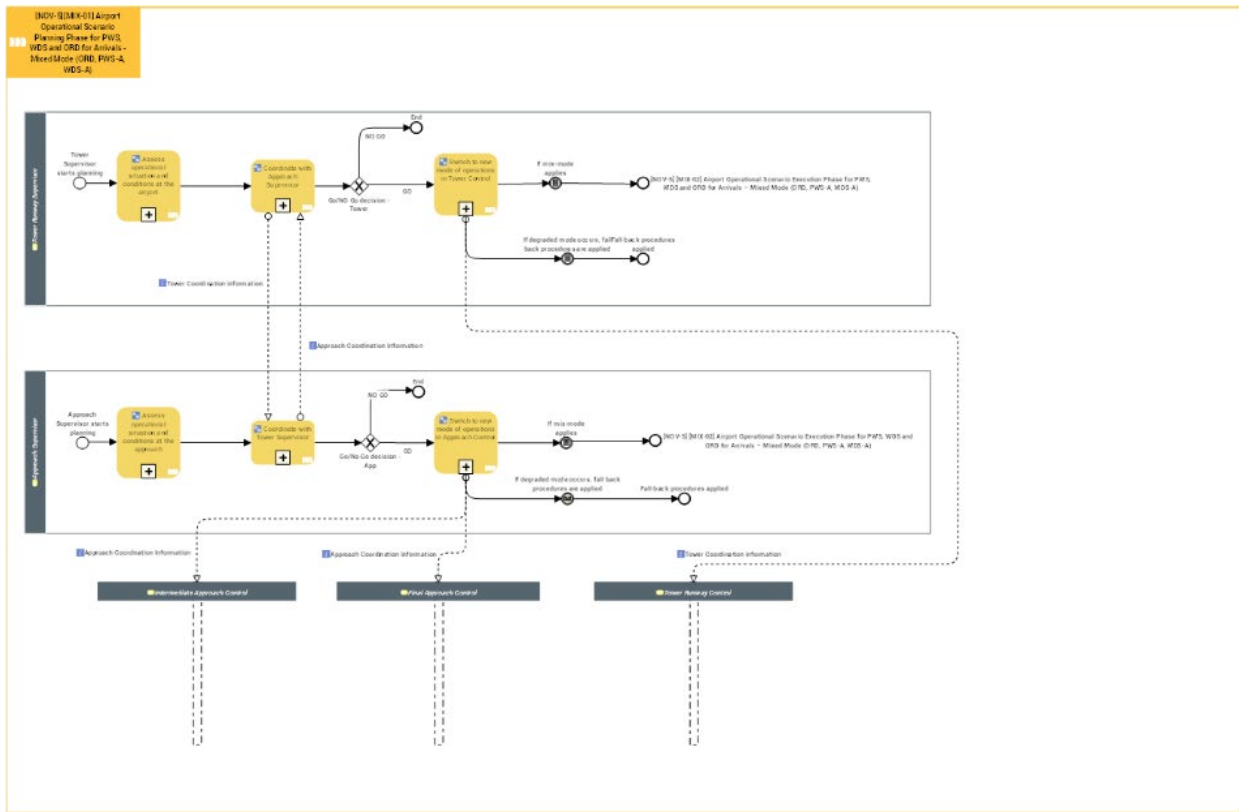 [NOV-5][MIX-01] Airport
Operational Scenario
Planning Phase for PWS,
WDS and ORD for Arrivals -
Mixed Mode (ORD, PWS-A,
WDS-A)
Tower Runway Supervisor
Tower
Supervisor
starts planning
Assess
operational
situation and
conditions at the
airport
Coordinate with
Approach
Supervisor
Go/NO Go decision -
Tower
NO GO
End
GO
Switch to new
mode of operations
in Tower Control
If mix-mode
applies
[NOV-5] [MIX-02] Airport Operational Scenario Execution Phase for PWS,
WDS and ORD for Arrivals – Mixed Mode (ORD, PWS-A, WDS-A)
If degraded mode occurs, fall
back procedures are applied
Fall-back procedures
applied
Tower Coordination information
Approach Coordination Information
Approach Supervisor
Approach
Supervisor starts
planning
Assess
operational
situation and
conditions at the
approach
Coordinate with
Tower Supervisor
Go/No Go decision -
App
NO GO
End
GO
Switch to new
mode of operations
in Approach Control
If mix-mode
applies
[NOV-5] [MIX-02] Airport Operational Scenario Execution Phase for PWS, WDS and
ORD for Arrivals – Mixed Mode (ORD, PWS-A, WDS-A)
If degraded mode occurs, fall back
procedures are applied
Fall-back procedures applied
Approach Coordination Information
Approach Coordination Information
Tower Coordination information
Intermediate Approach Control
Final Approach Control
Tower Runway Control